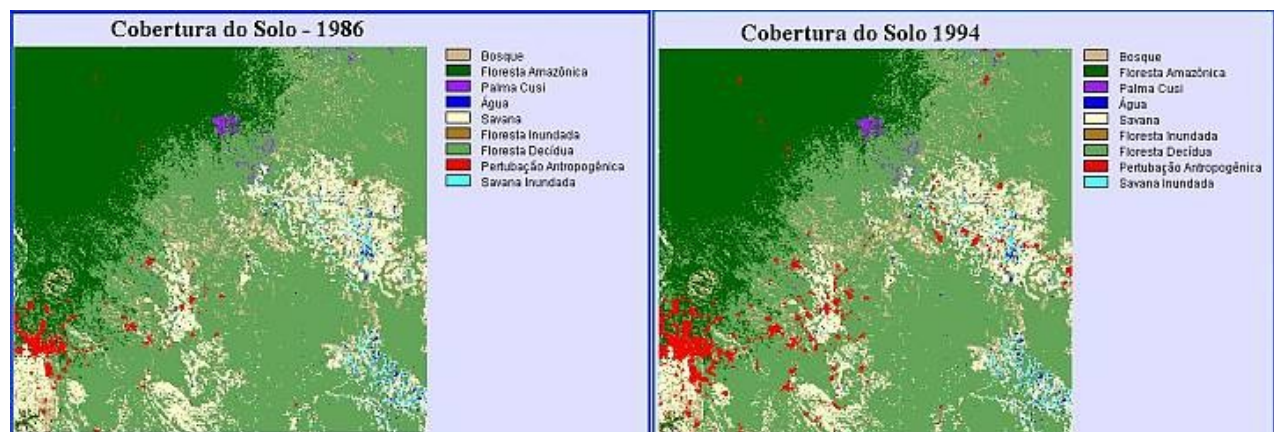 Cobertura do Solo - 1986
Bosque
Floresta Amazônica
Palma Cusi
Água
Savana
Floresta Inundada
Floresta Decídua
Pertubação Antropogênica
Savana Inundada
Cobertura do Solo 1994
Bosque
Floresta Amazônica
Palma Cusi
Água
Savana
Floresta Inundada
Floresta Decídua
Pertubação Antropogênica
Savana Inundada